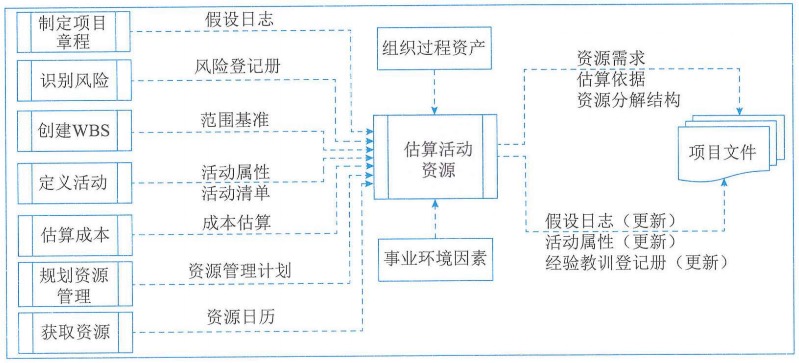 制定项目
章程
假设日志
识别风险
风险登记册
创建WBS
范围基准
定义活动
活动属性
活动清单
估算成本
成本估算
规划资源
管理
资源管理计划
获取资源
资源日历
组织过程资产
估算活动
资源
事业环境因素
资源需求
估算依据
资源分解结构
项目文件
假设日志（更新）
活动属性（更新）
经验教训登记册（更新）